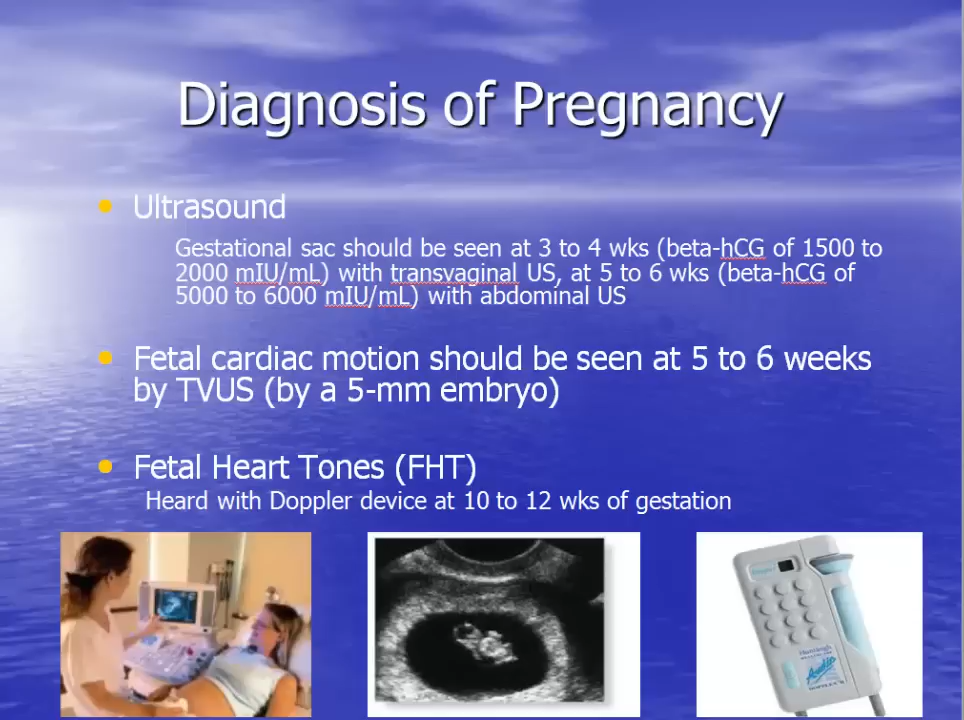 Diagnosis of Pregnancy
• Ultrasound
Gestational sac should be seen at 3 to 4 wks (beta-hCG of 1500 to
2000 mIU/mL) with transvaginal US, at 5 to 6 wks (beta-hCG of
5000 to 6000 mIU/mL) with abdominal US
• Fetal cardiac motion should be seen at 5 to 6 weeks
by TVUS (by a 5-mm embryo)
• Fetal Heart Tones (FHT)
Heard with Doppler device at 10 to 12 wks of gestation
Huntleigh
Audio